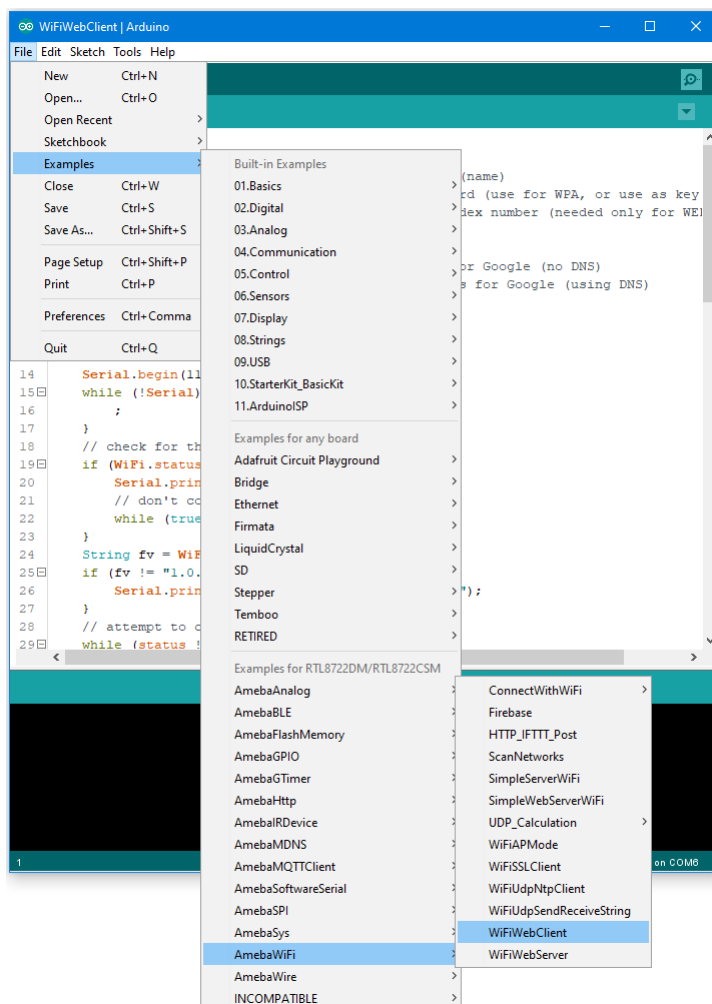 WiFiWebClient | Arduino
File Edit Sketch Tools Help
New Ctrl+N
Open... Ctrl+O
Open Recent
Sketchbook
Examples
Close Ctrl+W
Save Ctrl+S
Save As... Ctrl+Shift+S
Page Setup Ctrl+Shift+P
Print Ctrl+P
Preferences Ctrl+Comma
Quit Ctrl+Q
Built-in Examples
01.Basics
02.Digital
03.Analog
04.Communication
05.Control
06.Sensors
07.Display
08.Strings
09.USB
10.StarterKit_BasicKit
11.ArduinoISP
Examples for any board
Adafruit Circuit Playground
Bridge
Ethernet
Firmata
LiquidCrystal
SD
Stepper
Temboo
RETIRED
Examples for RTL8722DM/RTL8722CSM
AmebaAnalog
AmebaBLE
AmebaFlashMemory
AmebaGPIO
AmebaGTimer
AmebaHttp
AmebaIRDevice
AmebaMDNS
AmebaMQTTClient
AmebaSoftwareSerial
AmebaSPI
AmebaSys
AmebaWiFi
AmebaWire
INCOMPATIBLE
ConnectWithWiFi
Firebase
HTTP_IFTTT_Post
ScanNetworks
SimpleServerWiFi
SimpleWebServerWiFi
UDP_Calculation
WiFiAPMode
WiFiSSLClient
WiFiUdpNtpClient
WiFiUdpSendReceiveString
WiFiWebClient
WiFiWebServer
(name)
rd (use for WPA, or use as key
dex number (needed only for WE
or Google (no DNS)
s for Google (using DNS)
14 Serial.begin(11
15 while (!Serial)
16 ;
17 }
18 // check for th
19 if (WiFi.status
20 Serial.prin
21 // don't co
22 while (true
23 }
24 String fv = WiF
25 if (fv != "1.0.
26 Serial.prin ");
27 }
28 // attempt to c
29 while (status !
1 on COM6